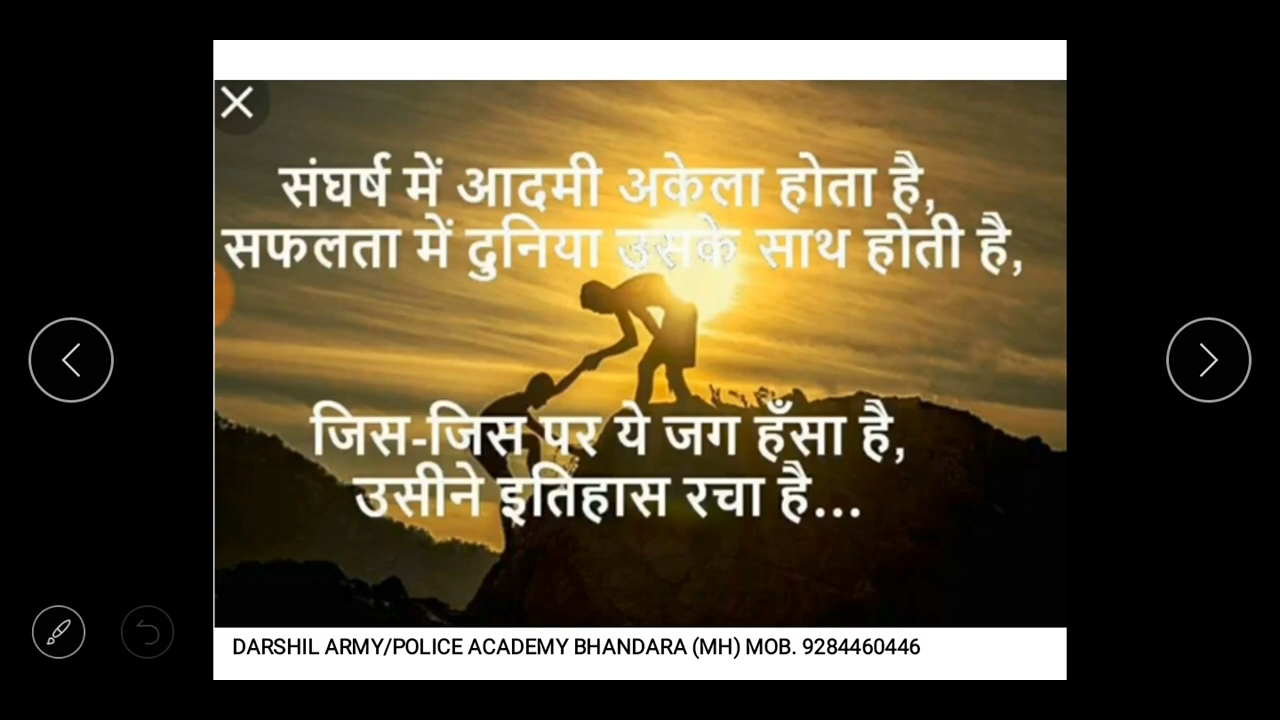 संघर्ष में आदमी अकेला होता है,
सफलता में दुनिया उसके साथ होती है,
जिस-जिस पर ये जग हँसा है,
उसीने इतिहास रचा है...
DARSHIL ARMY/POLICE ACADEMY BHANDARA (MH) MOB. 9284460446